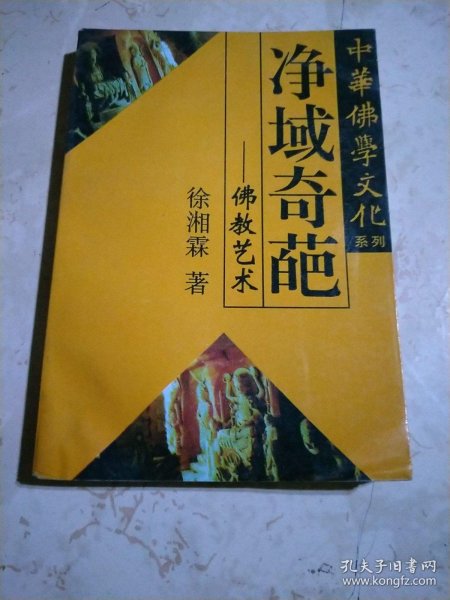 中華佛學文化
系列
净域奇葩
——佛教艺术
徐湘霖 著
孔夫子旧书网
www.kongfz.com